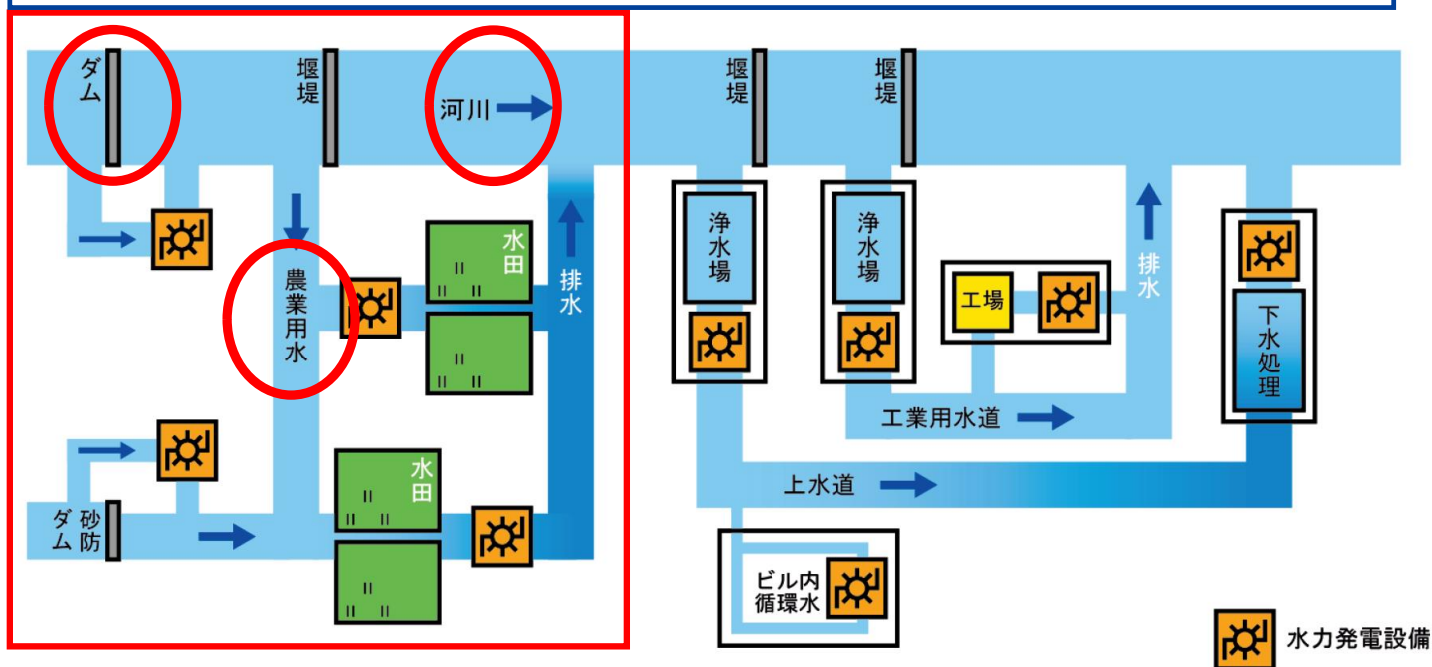 ダム
堰堤
河川
堰堤
堰堤
農業用水
水田
排水
浄水場
浄水場
工場
排水
下水処理
工業用水道
水田
上水道
砂防
ダム
ビル内
循環水
水力発電設備